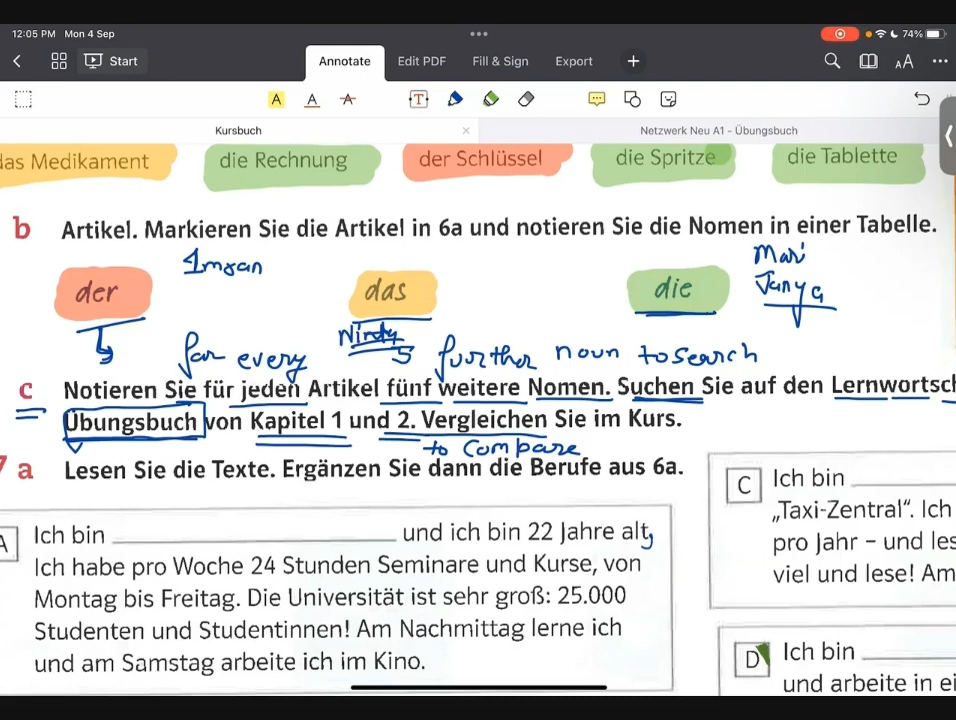 12:05 PM Mon 4 Sep
74%
Start
Annotate
Edit PDF
Fill & Sign
Export
Kursbuch
Netzwerk Neu A1 - Übungsbuch
das Medikament
die Rechnung
der Schlüssel
die Spritze
die Tablette
b Artikel. Markieren Sie die Artikel in 6a und notieren Sie die Nomen in einer Tabelle.
Imran
Mari
der
das
die
Janya
for every
5 further noun to search
c Notieren Sie für jeden Artikel fünf weitere Nomen. Suchen Sie auf den Lernwortsch
Übungsbuch von Kapitel 1 und 2. Vergleichen Sie im Kurs.
to compare
7 a Lesen Sie die Texte. Ergänzen Sie dann die Berufe aus 6a.
A Ich bin ____ und ich bin 22 Jahre alt,
Ich habe pro Woche 24 Stunden Seminare und Kurse, von
Montag bis Freitag. Die Universität ist sehr groß: 25.000
Studenten und Studentinnen! Am Nachmittag lerne ich
und am Samstag arbeite ich im Kino.
C Ich bin ____
„Taxi-Zentral“. Ich
pro Jahr – und les
viel und lese! Am
D Ich bin ____
und arbeite in ei